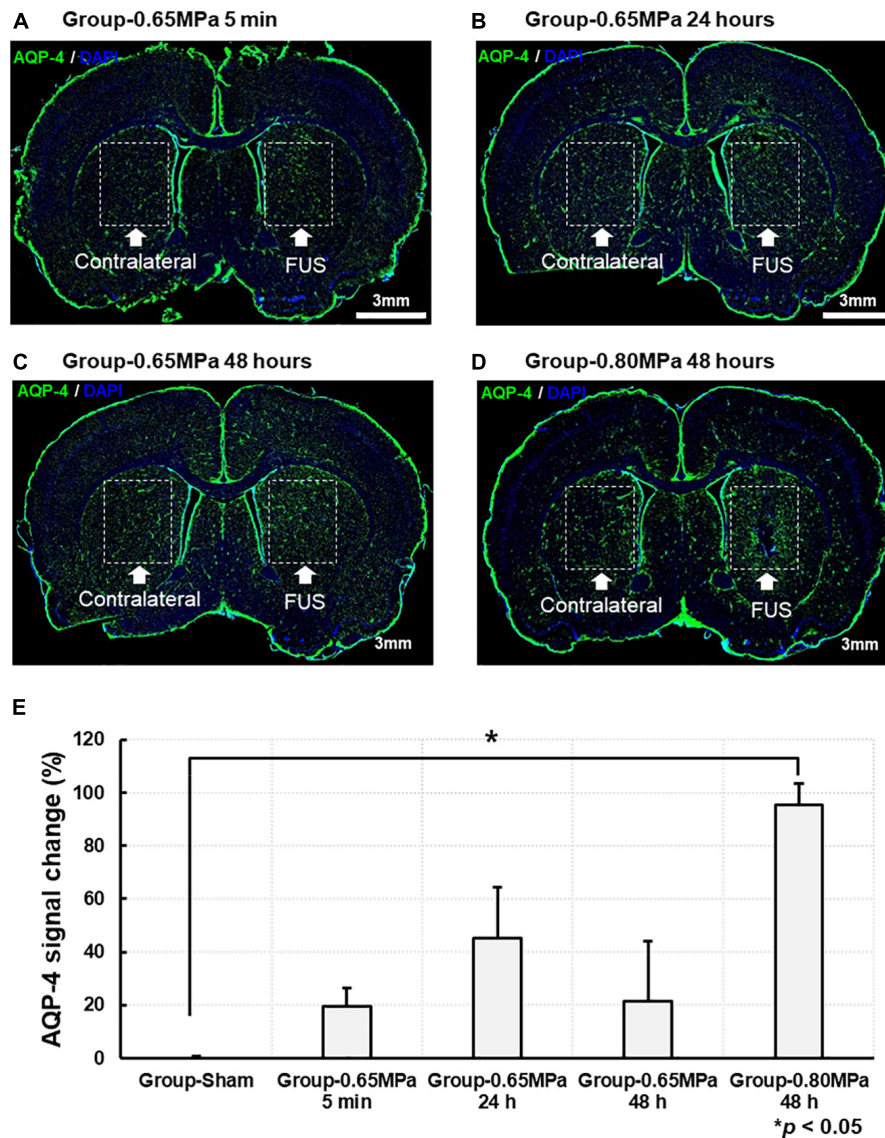 A Group-0.65MPa 5 min
AQP-4 / DAPI
Contralateral
FUS
3mm
B Group-0.65MPa 24 hours
AQP-4 / DAPI
Contralateral
FUS
3mm
C Group-0.65MPa 48 hours
AQP-4 / DAPI
Contralateral
FUS
3mm
D Group-0.80MPa 48 hours
AQP-4 / DAPI
Contralateral
FUS
3mm
E
AQP-4 signal change (%)
120
100
80
60
40
20
0
*
Group-Sham
Group-0.65MPa
5 min
Group-0.65MPa
24 h
Group-0.65MPa
48 h
Group-0.80MPa
48 h
*p < 0.05